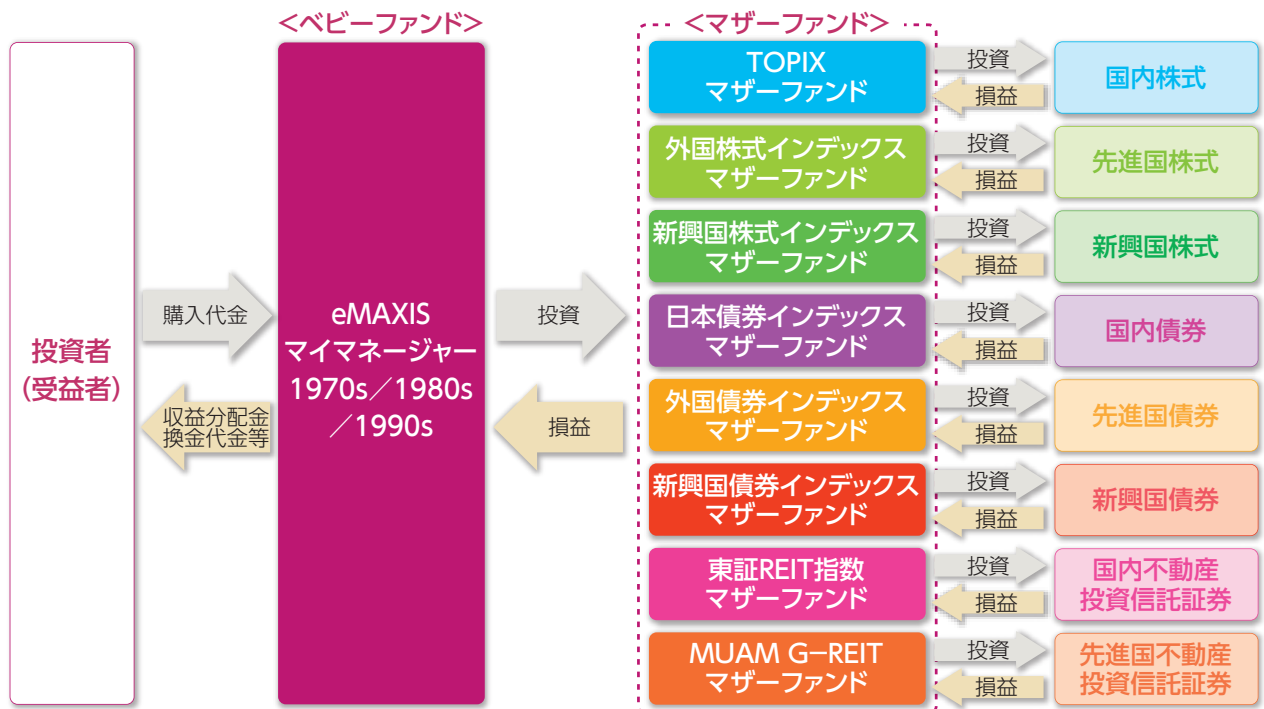 <ベビーファンド>
<マザーファンド>
投資者
(受益者)
購入代金
収益分配金
換金代金等
eMAXIS
マイマネージャー
1970s／1980s
／1990s
投資
損益
TOPIX
マザーファンド
投資
損益
国内株式
外国株式インデックス
マザーファンド
投資
損益
先進国株式
新興国株式インデックス
マザーファンド
投資
損益
新興国株式
日本債券インデックス
マザーファンド
投資
損益
国内債券
外国債券インデックス
マザーファンド
投資
損益
先進国債券
新興国債券インデックス
マザーファンド
投資
損益
新興国債券
東証REIT指数
マザーファンド
投資
損益
国内不動産
投資信託証券
MUAM G−REIT
マザーファンド
投資
損益
先進国不動産
投資信託証券